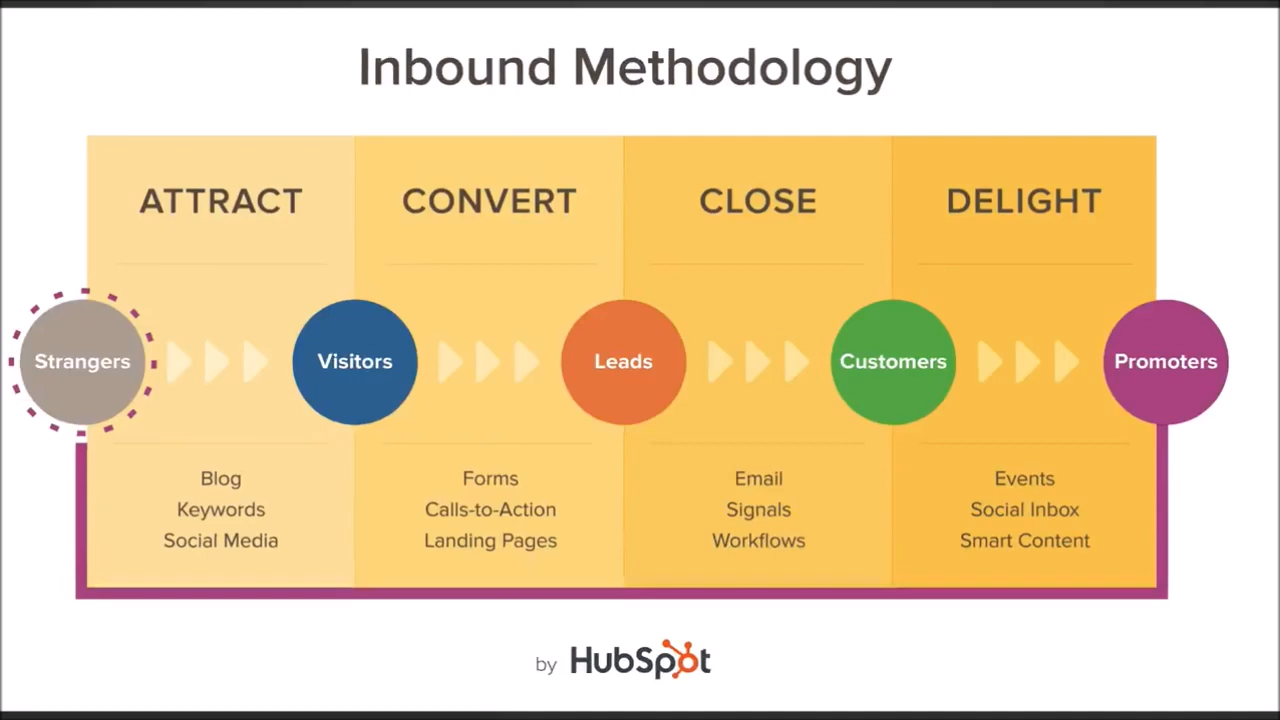 Inbound Methodology
ATTRACT
CONVERT
CLOSE
DELIGHT
Strangers
Visitors
Leads
Customers
Promoters
Blog
Keywords
Social Media
Forms
Calls-to-Action
Landing Pages
Email
Signals
Workflows
Events
Social Inbox
Smart Content
by HubSpot